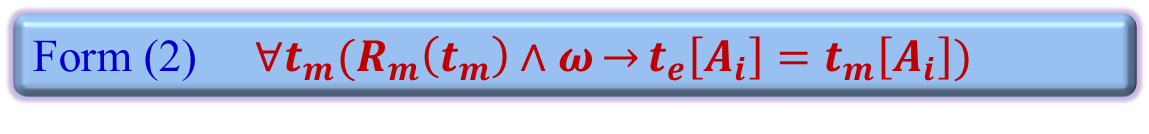 Form (2) ∀𝒕ₘ(𝑹ₘ(𝒕ₘ) ∧ 𝝎 → 𝒕ₑ[𝑨ᵢ] = 𝒕ₘ[𝑨ᵢ])